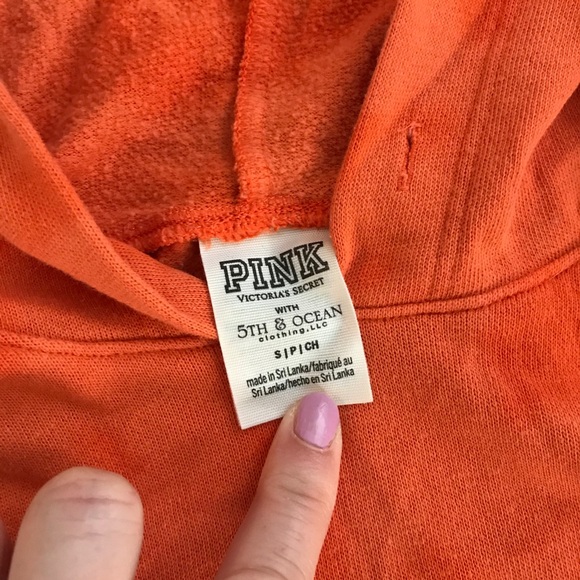 PINK
VICTORIA'S SECRET
WITH
5TH & OCEAN
clothing, LLC
S|P|CH
made in Sri Lanka/fabriqué au
Sri Lanka/hecho en Sri Lanka